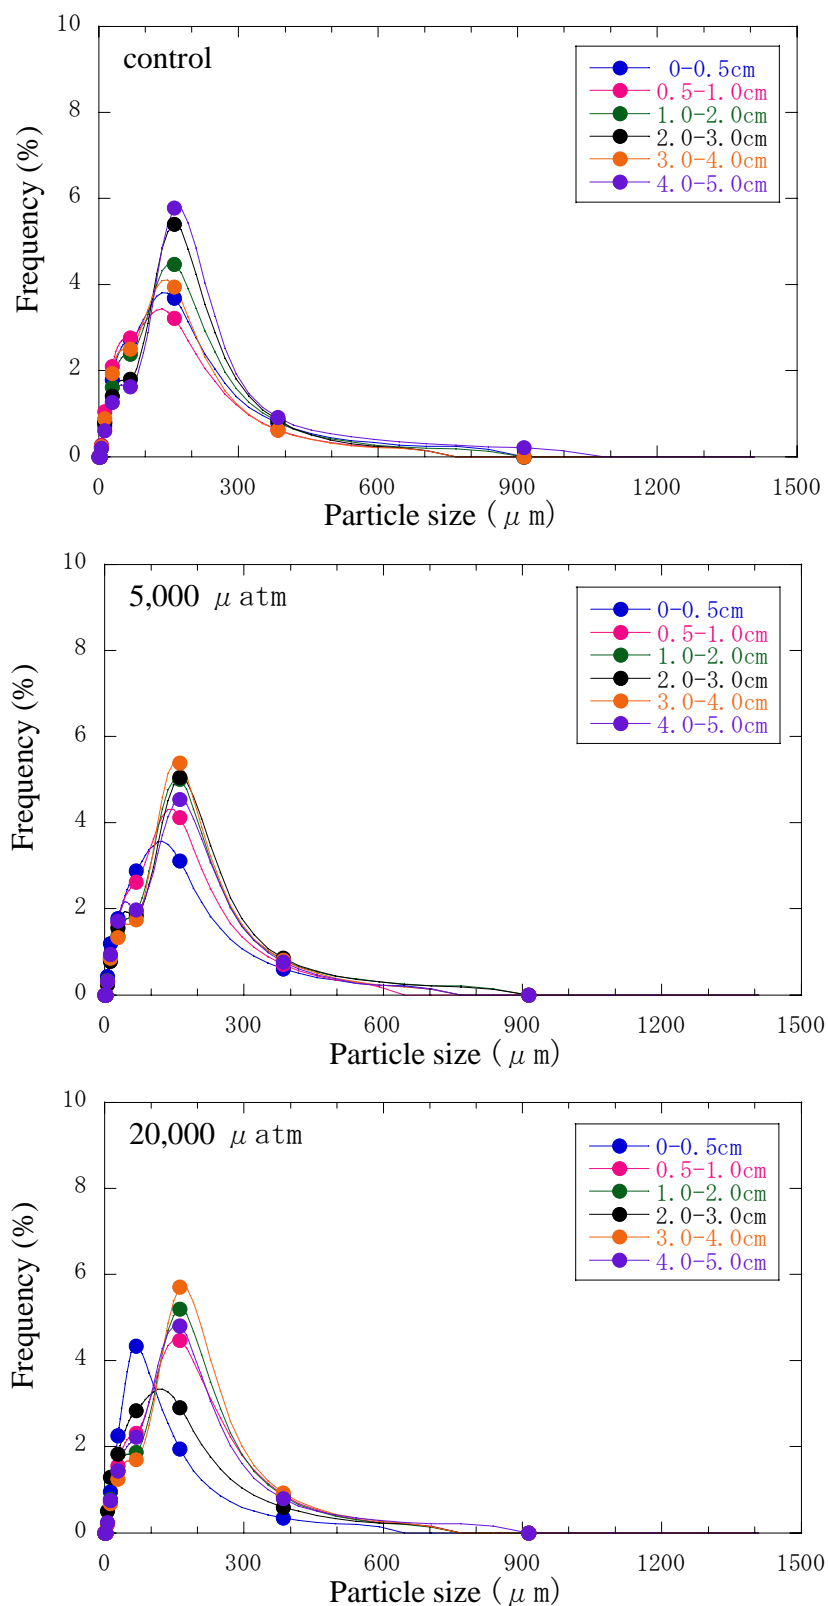 control
10
8
6
4
2
0
Frequency (%)
0-0.5cm
0.5-1.0cm
1.0-2.0cm
2.0-3.0cm
3.0-4.0cm
4.0-5.0cm
0 300 600 900 1200 1500
Particle size (μm)
5,000 μatm
10
8
6
4
2
0
Frequency (%)
0-0.5cm
0.5-1.0cm
1.0-2.0cm
2.0-3.0cm
3.0-4.0cm
4.0-5.0cm
0 300 600 900 1200 1500
Particle size (μm)
20,000 μatm
10
8
6
4
2
0
Frequency (%)
0-0.5cm
0.5-1.0cm
1.0-2.0cm
2.0-3.0cm
3.0-4.0cm
4.0-5.0cm
0 300 600 900 1200 1500
Particle size (μm)